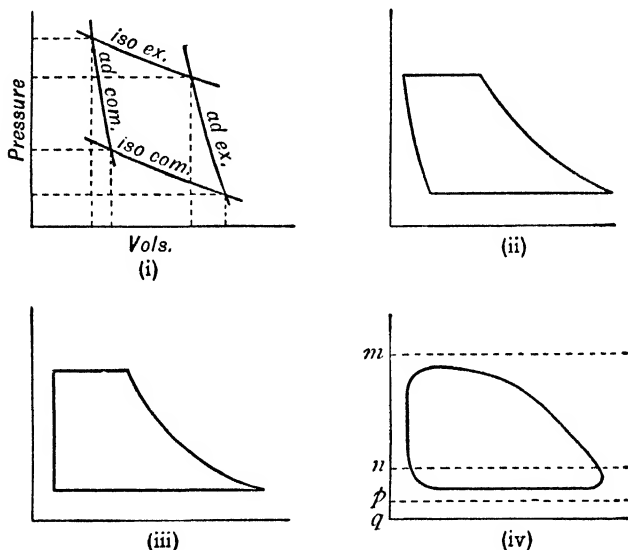 Pressure
iso ex.
ad com.
iso com.
ad ex.
Vols.
(i)
(ii)
(iii)
m
n
p
q
(iv)